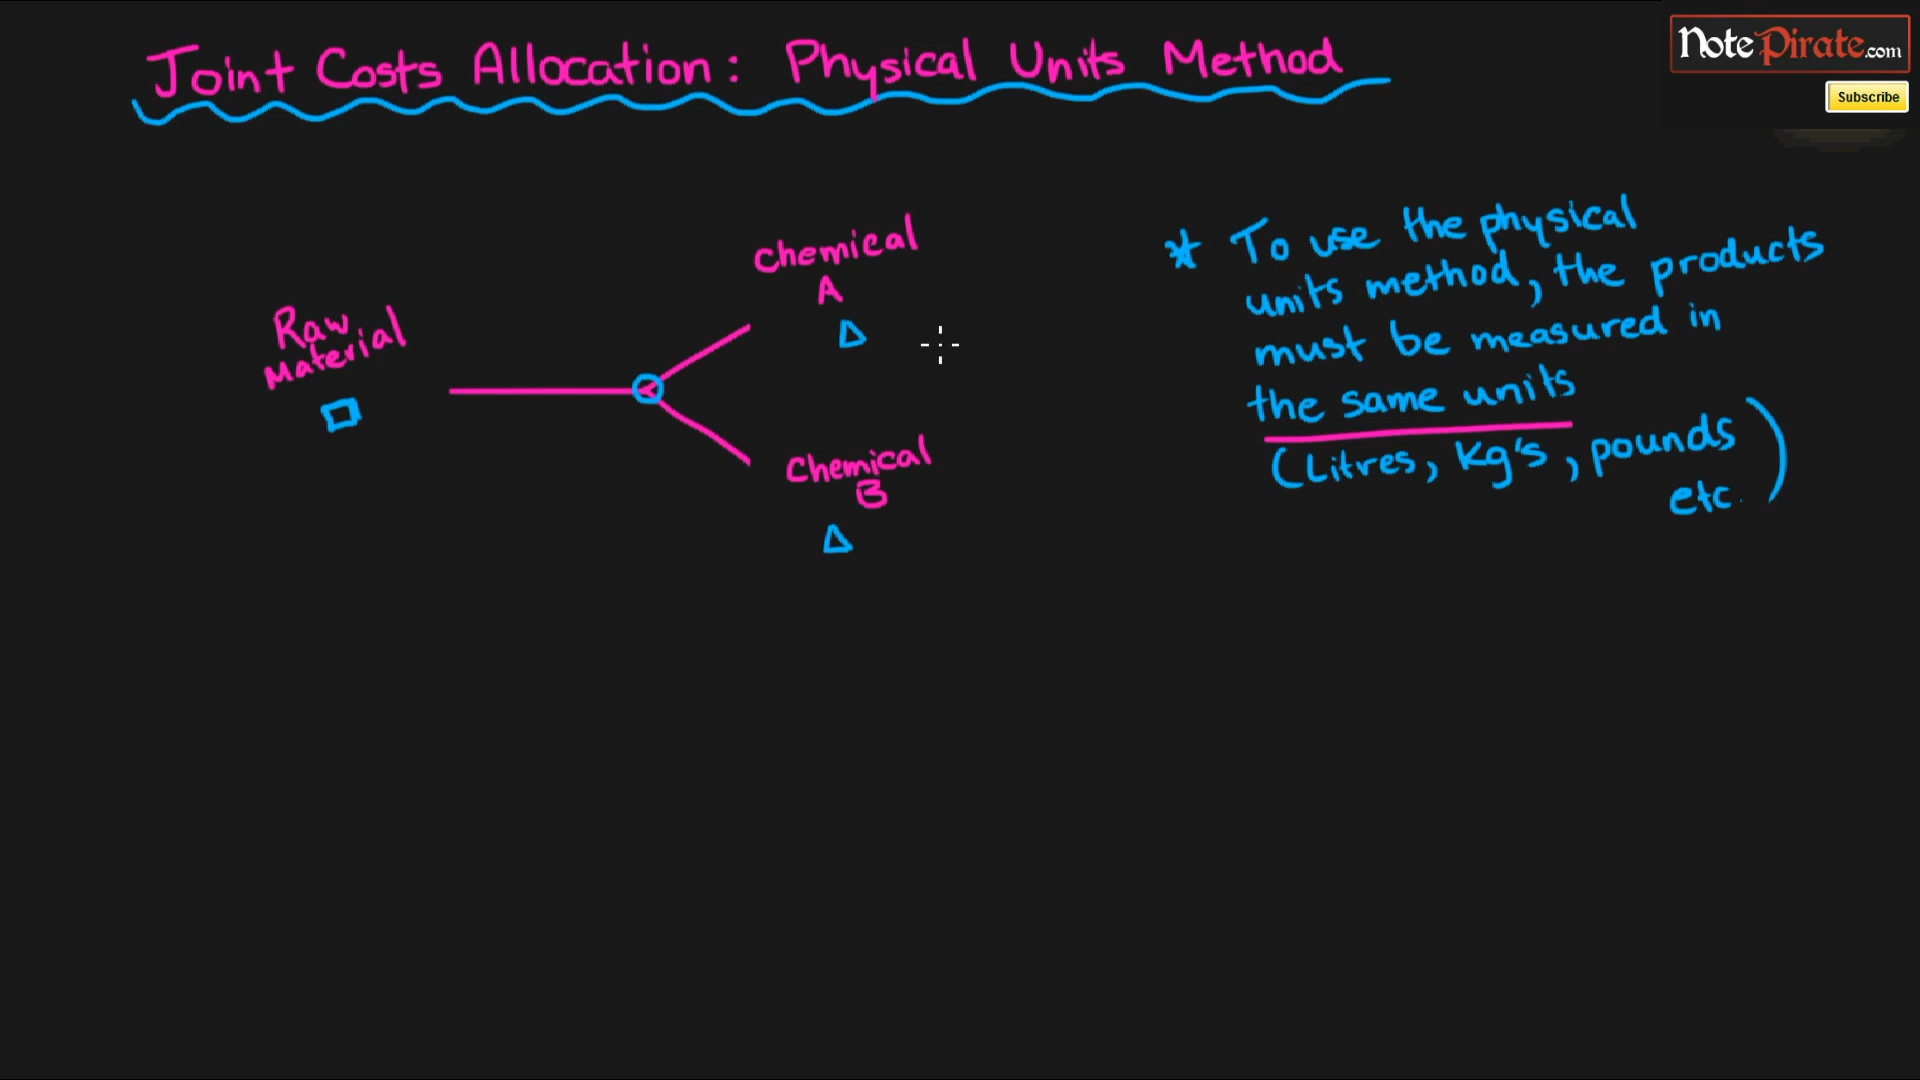 Joint Costs Allocation: Physical Units Method
NotePirate.com
Subscribe
Raw
Material
Chemical
A
Chemical
B
* To use the physical
units method, the products
must be measured in
the same units
(Litres, Kg's, pounds
etc.)